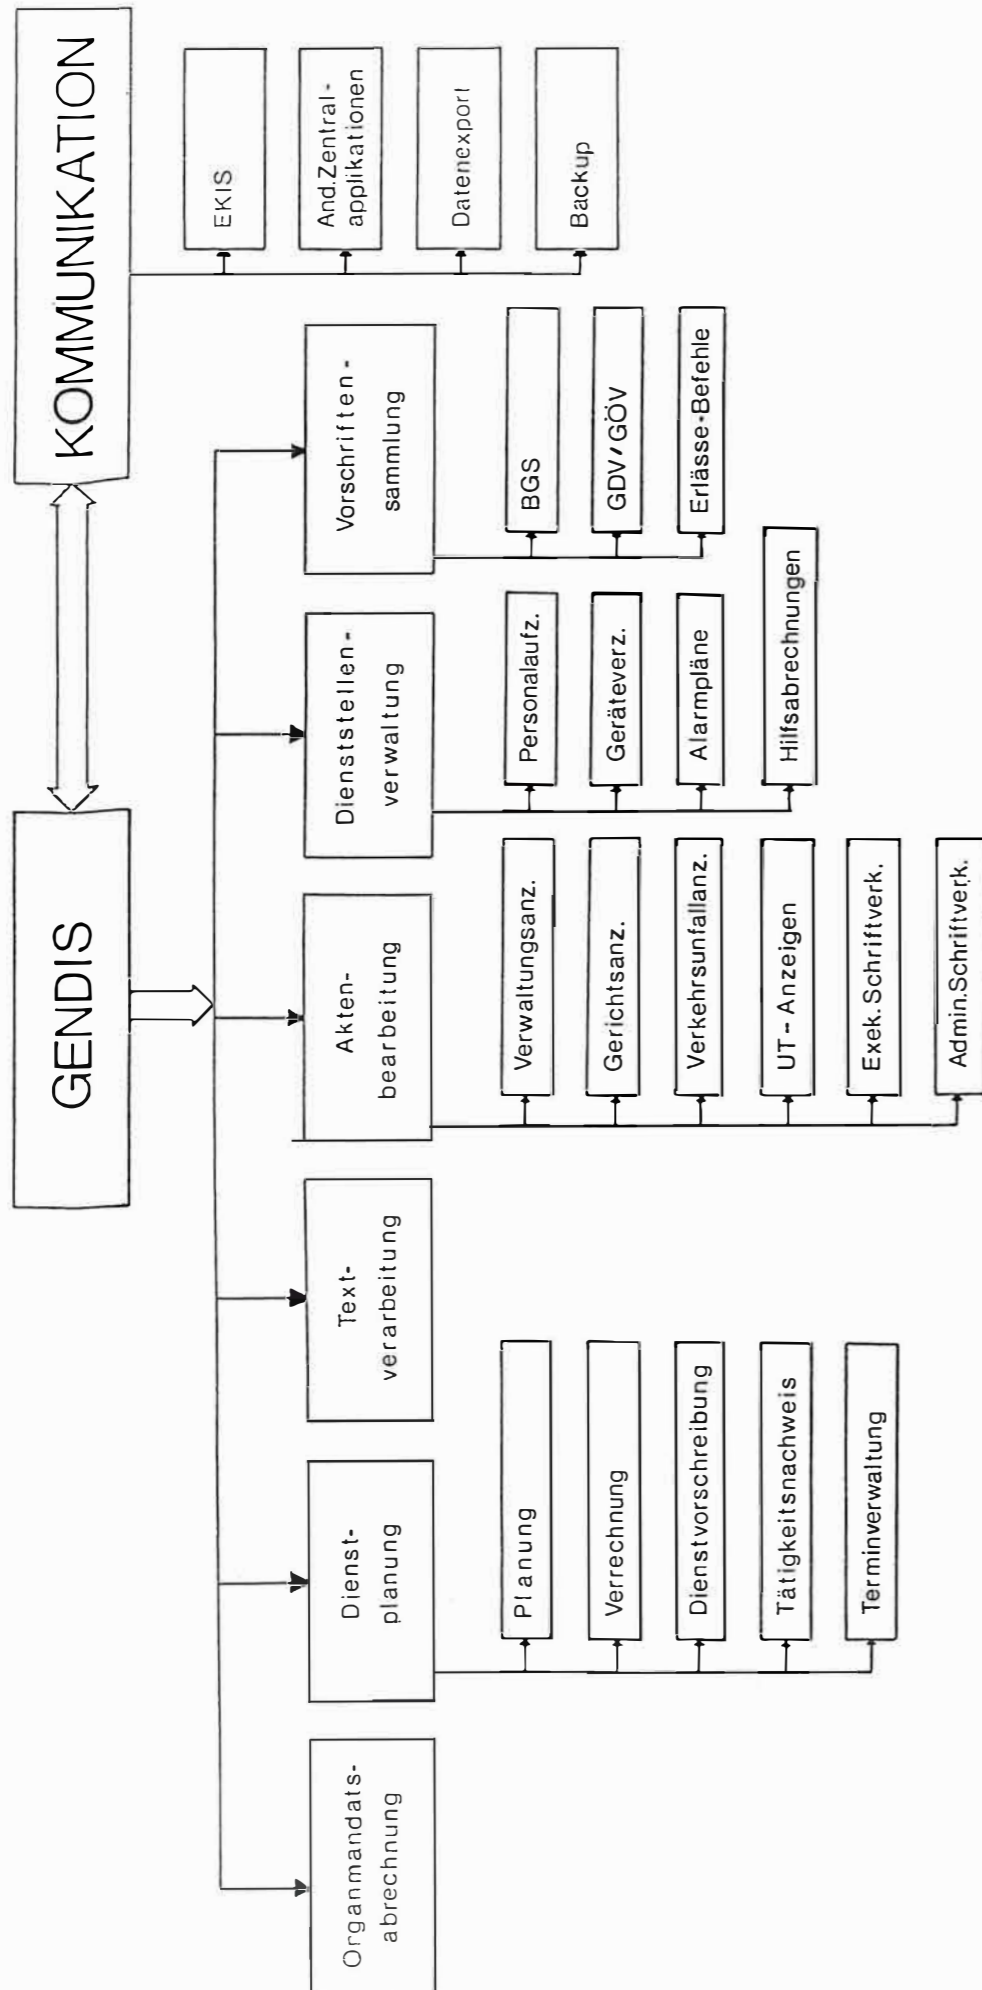 GENDIS
KOMMUNIKATION
EKIS
And.Zentral-
applikationen
Datenexport
Backup
Organmandats-
abrechnung
Dienst-
planung
Planung
Verrechnung
Dienstvorschreibung
Tätigkeitsnachweis
Terminverwaltung
Text-
verarbeitung
Akten-
bearbeitung
Verwaltungsanz.
Gerichtsanz.
Verkehrsunfallanz.
UT-Anzeigen
Exek.Schriftverk.
Admin.Schriftverk.
Dienststellen-
verwaltung
Personalaufz.
Geräteverz.
Alarmpläne
Hilfsabrechnungen
Vorschriften-
sammlung
BGS
GDV/GÖV
Erlässe-Befehle